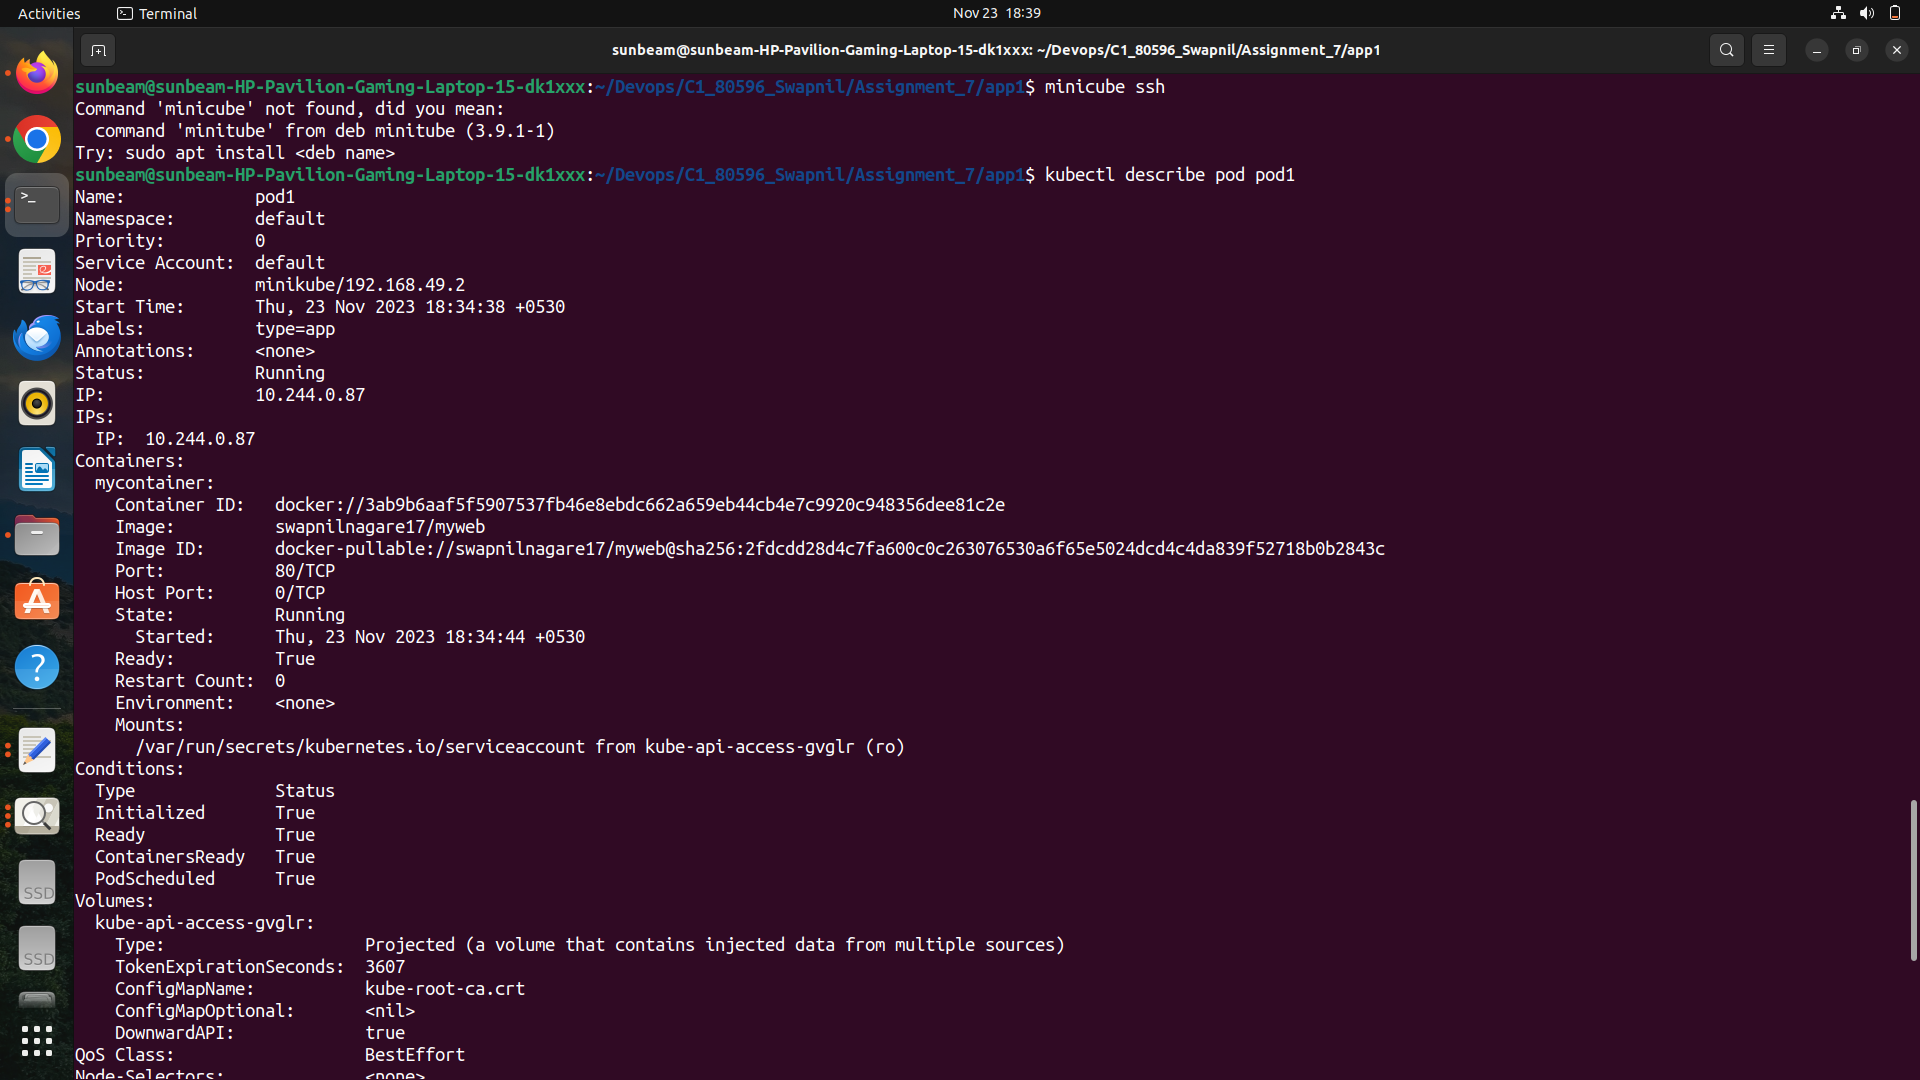 Activities
Terminal
Nov 23 18:39
sunbeam@sunbeam-HP-Pavilion-Gaming-Laptop-15-dk1xxx: ~/Devops/C1_80596_Swapnil/Assignment_7/app1
sunbeam@sunbeam-HP-Pavilion-Gaming-Laptop-15-dk1xxx:~/Devops/C1_80596_Swapnil/Assignment_7/app1$ minicube ssh
Command 'minicube' not found, did you mean:
  command 'minitube' from deb minitube (3.9.1-1)
Try: sudo apt install <deb name>
sunbeam@sunbeam-HP-Pavilion-Gaming-Laptop-15-dk1xxx:~/Devops/C1_80596_Swapnil/Assignment_7/app1$ kubectl describe pod pod1
Name:             pod1
Namespace:        default
Priority:         0
Service Account:  default
Node:             minikube/192.168.49.2
Start Time:       Thu, 23 Nov 2023 18:34:38 +0530
Labels:           type=app
Annotations:      <none>
Status:           Running
IP:               10.244.0.87
IPs:
  IP:  10.244.0.87
Containers:
  mycontainer:
    Container ID:   docker://3ab9b6aaf5f5907537fb46e8ebdc662a659eb44cb4e7c9920c948356dee81c2e
    Image:          swapnilnagare17/myweb
    Image ID:       docker-pullable://swapnilnagare17/myweb@sha256:2fdcdd28d4c7fa600c0c263076530a6f65e5024dcd4c4da839f52718b0b2843c
    Port:           80/TCP
    Host Port:      0/TCP
    State:          Running
      Started:      Thu, 23 Nov 2023 18:34:44 +0530
    Ready:          True
    Restart Count:  0
    Environment:    <none>
    Mounts:
      /var/run/secrets/kubernetes.io/serviceaccount from kube-api-access-gvglr (ro)
Conditions:
  Type              Status
  Initialized       True
  Ready             True
  ContainersReady   True
  PodScheduled      True
Volumes:
  kube-api-access-gvglr:
    Type:                    Projected (a volume that contains injected data from multiple sources)
    TokenExpirationSeconds:  3607
    ConfigMapName:           kube-root-ca.crt
    ConfigMapOptional:       <nil>
    DownwardAPI:             true
QoS Class:                   BestEffort
Node-Selectors:              <none>
SSD
SSD